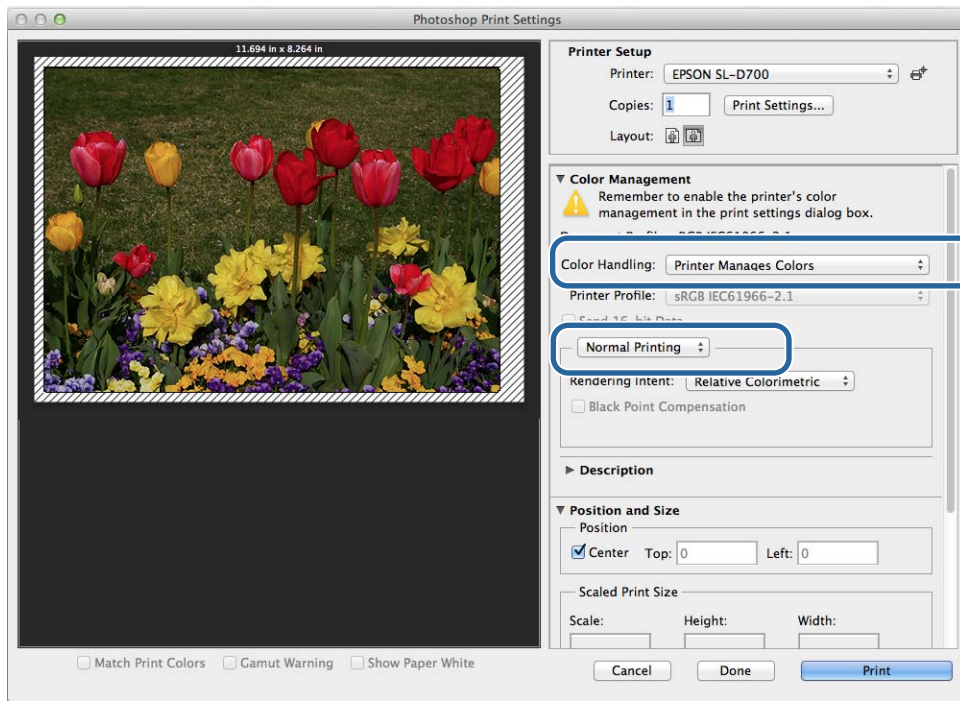 Photoshop Print Settings
11.694 in x 8.264 in
Printer Setup
Printer: EPSON SL-D700
Copies: 1 Print Settings...
Layout:
Color Management
Remember to enable the printer's color
management in the print settings dialog box.
Color Handling: Printer Manages Colors
Printer Profile: sRGB IEC61966-2.1
Send 16-bit Data
Normal Printing
Rendering Intent: Relative Colorimetric
Black Point Compensation
Description
Position and Size
Position
Center Top: 0 Left: 0
Scaled Print Size
Scale: Height: Width:
Match Print Colors Gamut Warning Show Paper White
Cancel Done Print